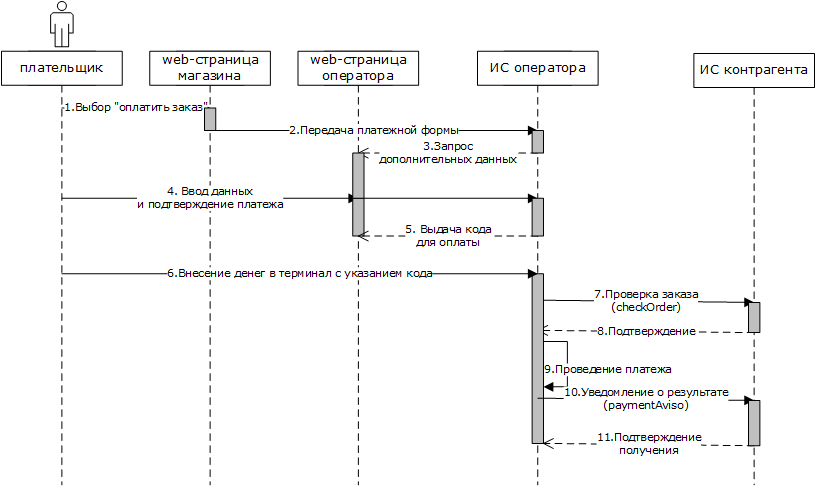 плательщик
web-страница
магазина
web-страница
оператора
ИС оператора
ИС контрагента
1.Выбор "оплатить заказ"
2.Передача платежной формы
3.Запрос
дополнительных данных
4. Ввод данных
и подтверждение платежа
5. Выдача кода
для оплаты
6.Внесение денег в терминал с указанием кода
7.Проверка заказа
(checkOrder)
8.Подтверждение
9.Проведение платежа
10.Уведомление о результате
(paymentAviso)
11.Подтверждение
получения